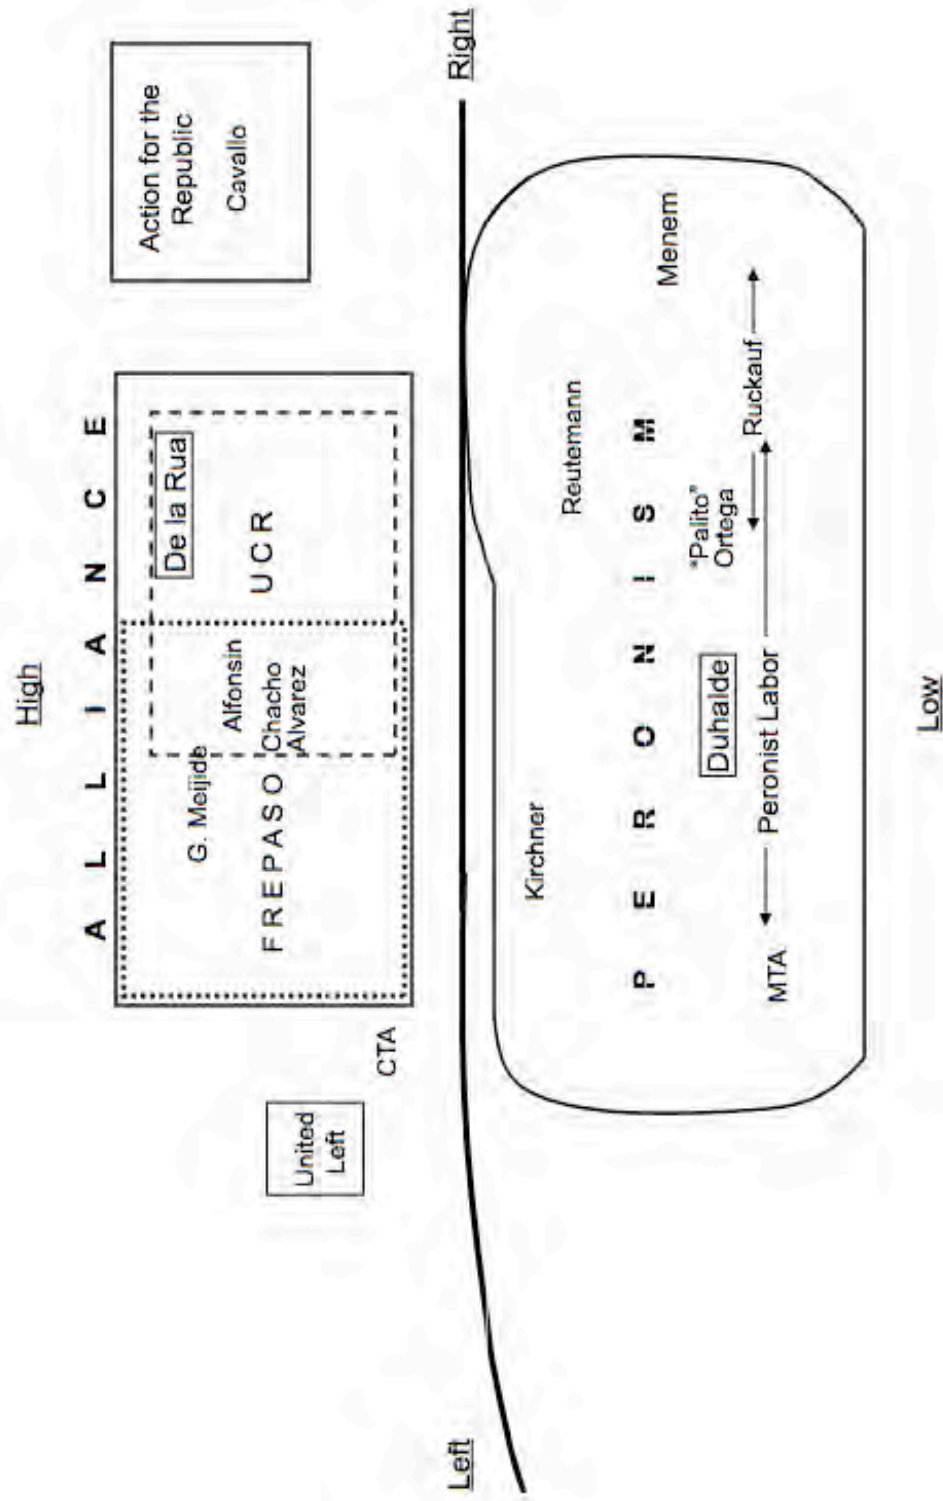 High
A L L I A N C E
Action for the
Republic
Cavallo
De la Rua
G. Meijide
Alfonsin
U C R
F R E P A S O
Chacho
Alvarez
United
Left
CTA
Left
Right
Kirchner
Reutemann
Menem
P E R O N I S M
Duhalde
"Palito"
Ortega
MTA
Peronist Labor
Ruckauf
Low